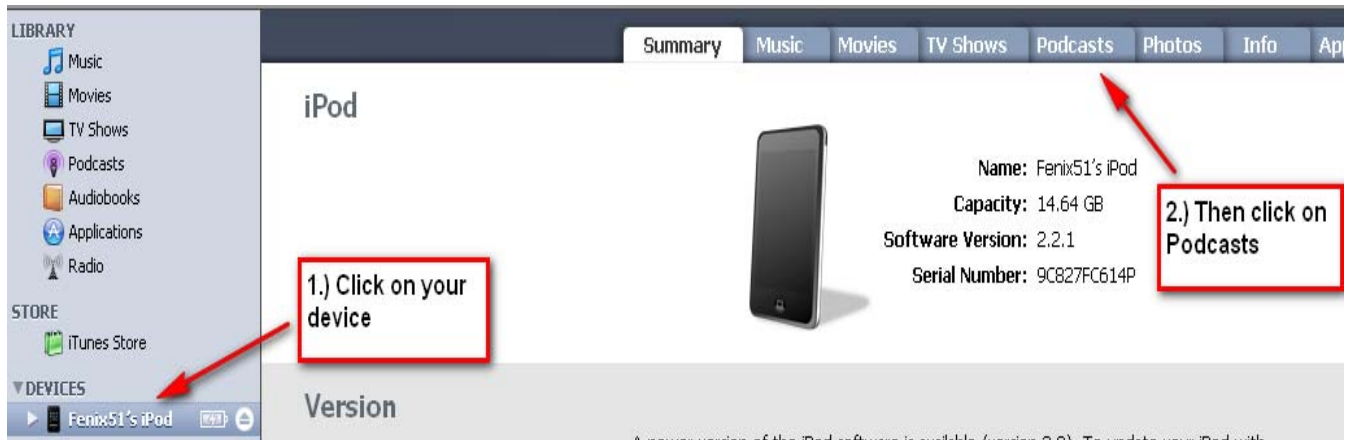 LIBRARY
Music
Movies
TV Shows
Podcasts
Audiobooks
Applications
Radio
STORE
iTunes Store
DEVICES
Fenix51's iPod
Summary Music Movies TV Shows Podcasts Photos Info
iPod
Name: Fenix51's iPod
Capacity: 14.64 GB
Software Version: 2.2.1
Serial Number: 9C827FC614P
1.) Click on your
device
2.) Then click on
Podcasts
Version